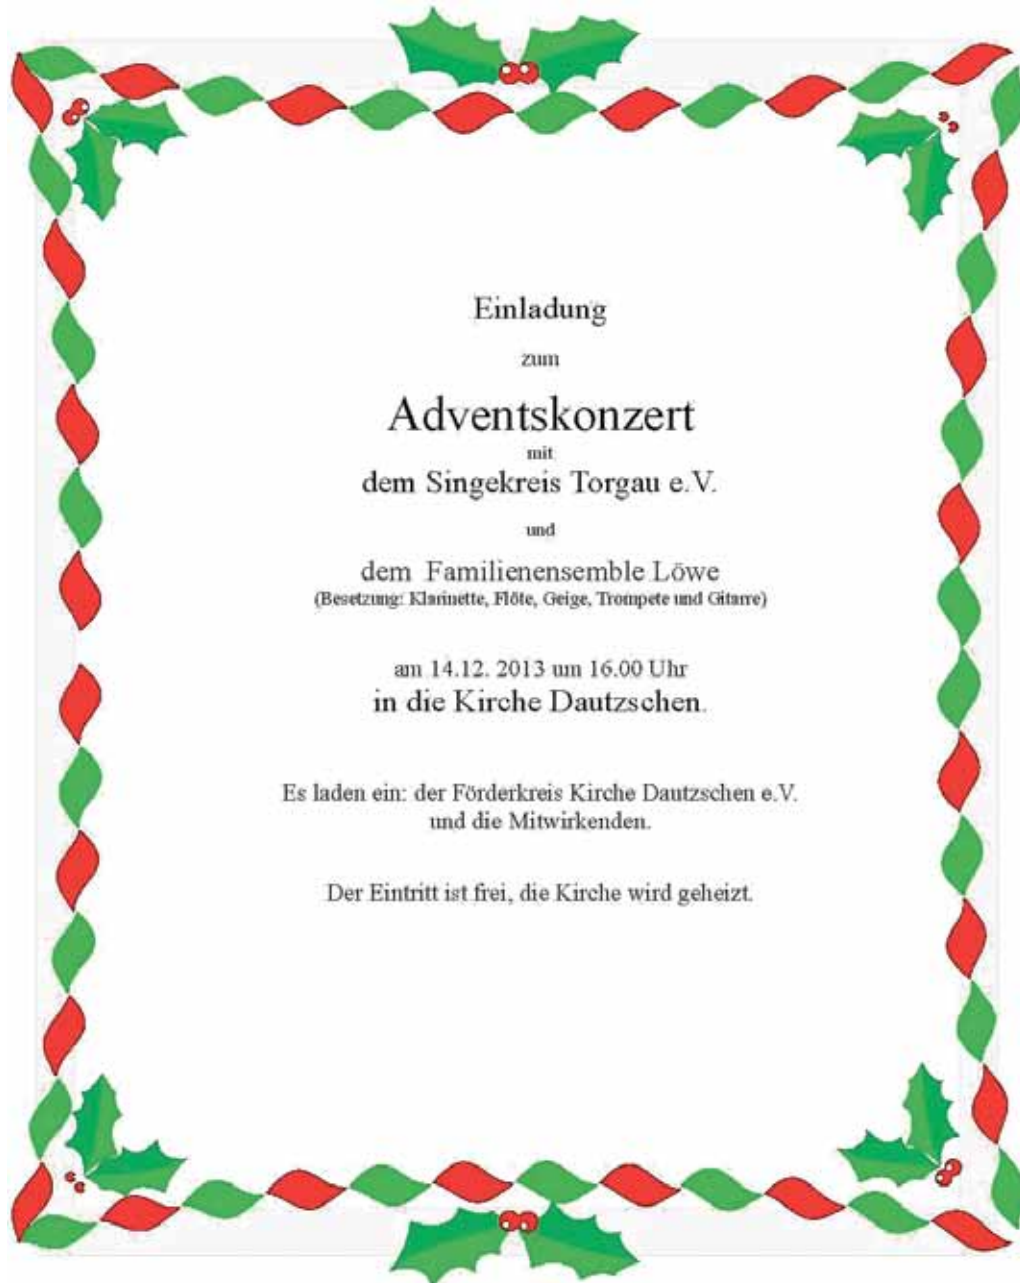 Einladung
zum
Adventskonzert
mit
dem Singekreis Torgau e.V.
und
dem Familienensemble Löwe
(Besetzung: Klarinette, Flöte, Geige, Trompete und Gitarre)
am 14.12. 2013 um 16.00 Uhr
in die Kirche Dautzschen.
Es laden ein: der Förderkreis Kirche Dautzschen e.V.
und die Mitwirkenden.
Der Eintritt ist frei, die Kirche wird geheizt.